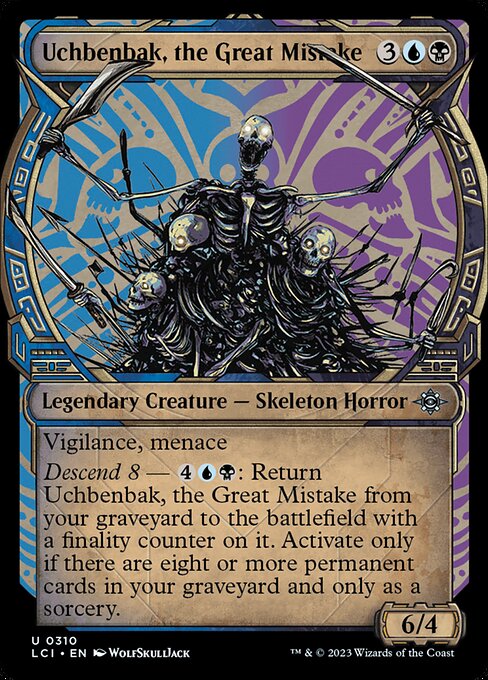 Uchbenbak, the Great Mistake 3
Legendary Creature — Skeleton Horror
Vigilance, menace
Descend 8 — 4: Return
Uchbenbak, the Great Mistake from
your graveyard to the battlefield with
a finality counter on it. Activate only
if there are eight or more permanent
cards in your graveyard and only as a
sorcery.
6/4
U 0310
LCI • EN WolfSkullJack
™ & © 2023 Wizards of the Coast